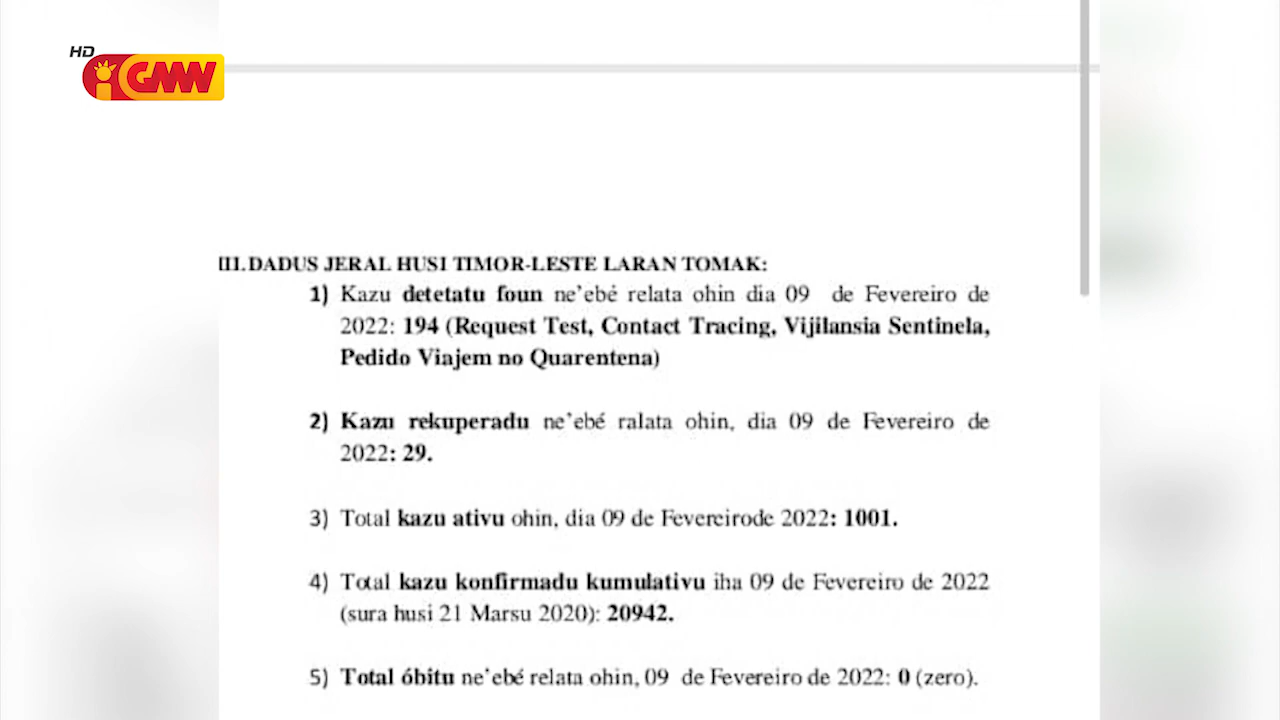 HD
GMN
III. DADUS JERAL HUSI TIMOR-LESTE LARAN TOMAK:
1) Kazu detetatu foun ne'ebé relata ohin dia 09 de Fevereiro de
2022: 194 (Request Test, Contact Tracing, Vijilansia Sentinela,
Pedido Viajem no Quarentena)
2) Kazu rekuperadu ne'ebé ralata ohin, dia 09 de Fevereiro de
2022: 29.
3) Total kazu ativu ohin, dia 09 de Fevereirode 2022: 1001.
4) Total kazu konfirmadu kumulativu iha 09 de Fevereiro de 2022
(sura husi 21 Marsu 2020): 20942.
5) Total óbitu ne'ebé relata ohin, 09 de Fevereiro de 2022: 0 (zero).